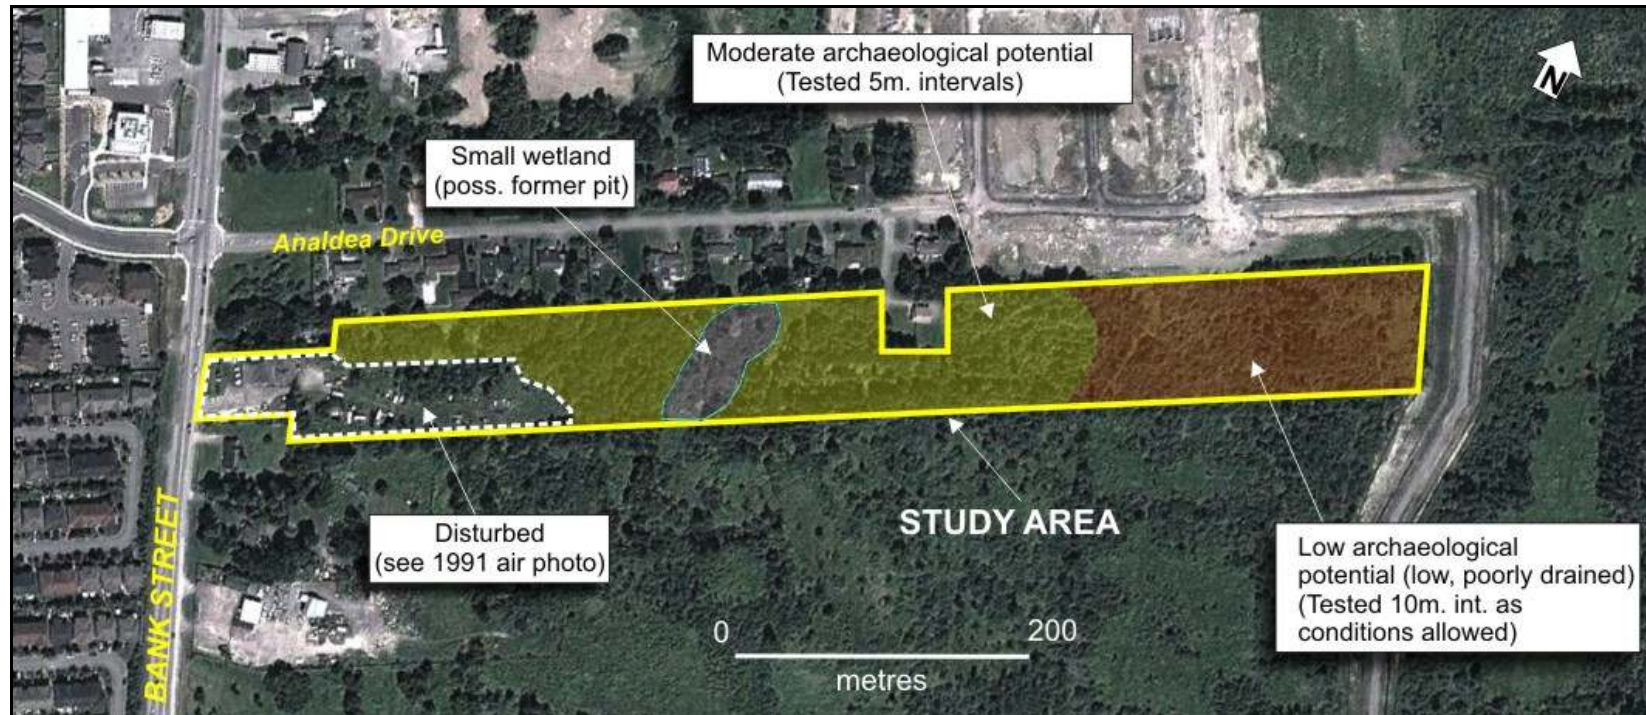 Moderate archaeological potential
(Tested 5m. intervals)
N
Small wetland
(poss. former pit)
Analdea Drive
BANK STREET
Disturbed
(see 1991 air photo)
STUDY AREA
Low archaeological
potential (low, poorly drained)
(Tested 10m. int. as
conditions allowed)
0 200
metres